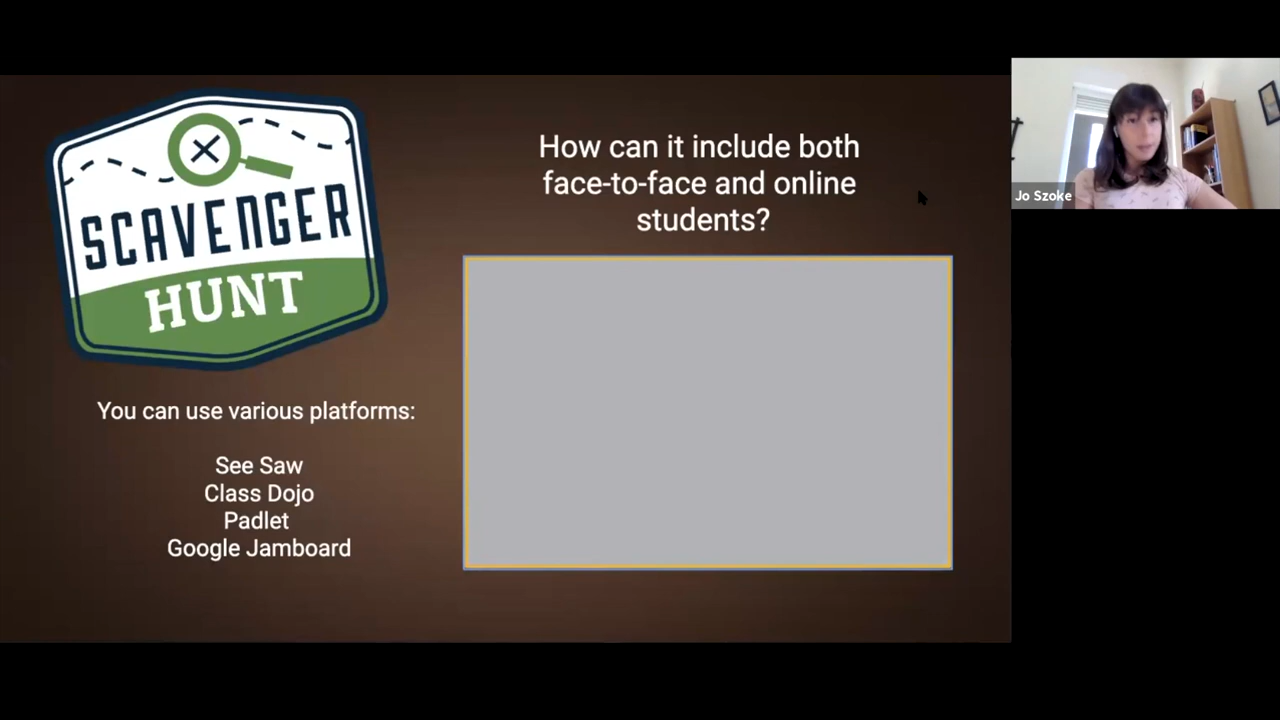 SCAVENGER
HUNT
How can it include both
face-to-face and online
students?
You can use various platforms:
See Saw
Class Dojo
Padlet
Google Jamboard
Jo Szoke